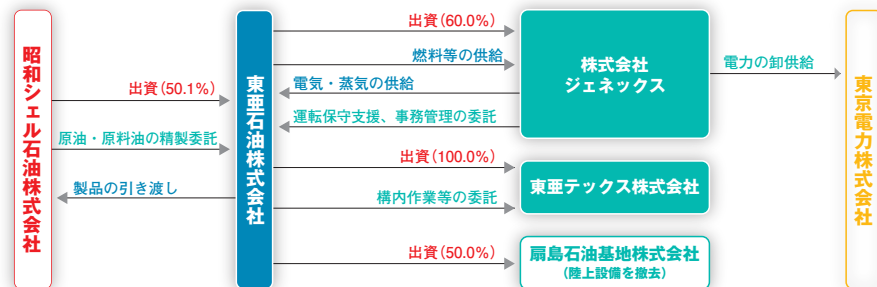 昭和シェル石油株式会社
出資(50.1%)
原油・原料油の精製委託
製品の引き渡し
東亜石油株式会社
出資(60.0%)
燃料等の供給
電気・蒸気の供給
運転保守支援、事務管理の委託
出資(100.0%)
構内作業等の委託
出資(50.0%)
株式会社
ジェネックス
東亜テックス株式会社
扇島石油基地株式会社
(陸上設備を撤去)
電力の卸供給
東京電力株式会社